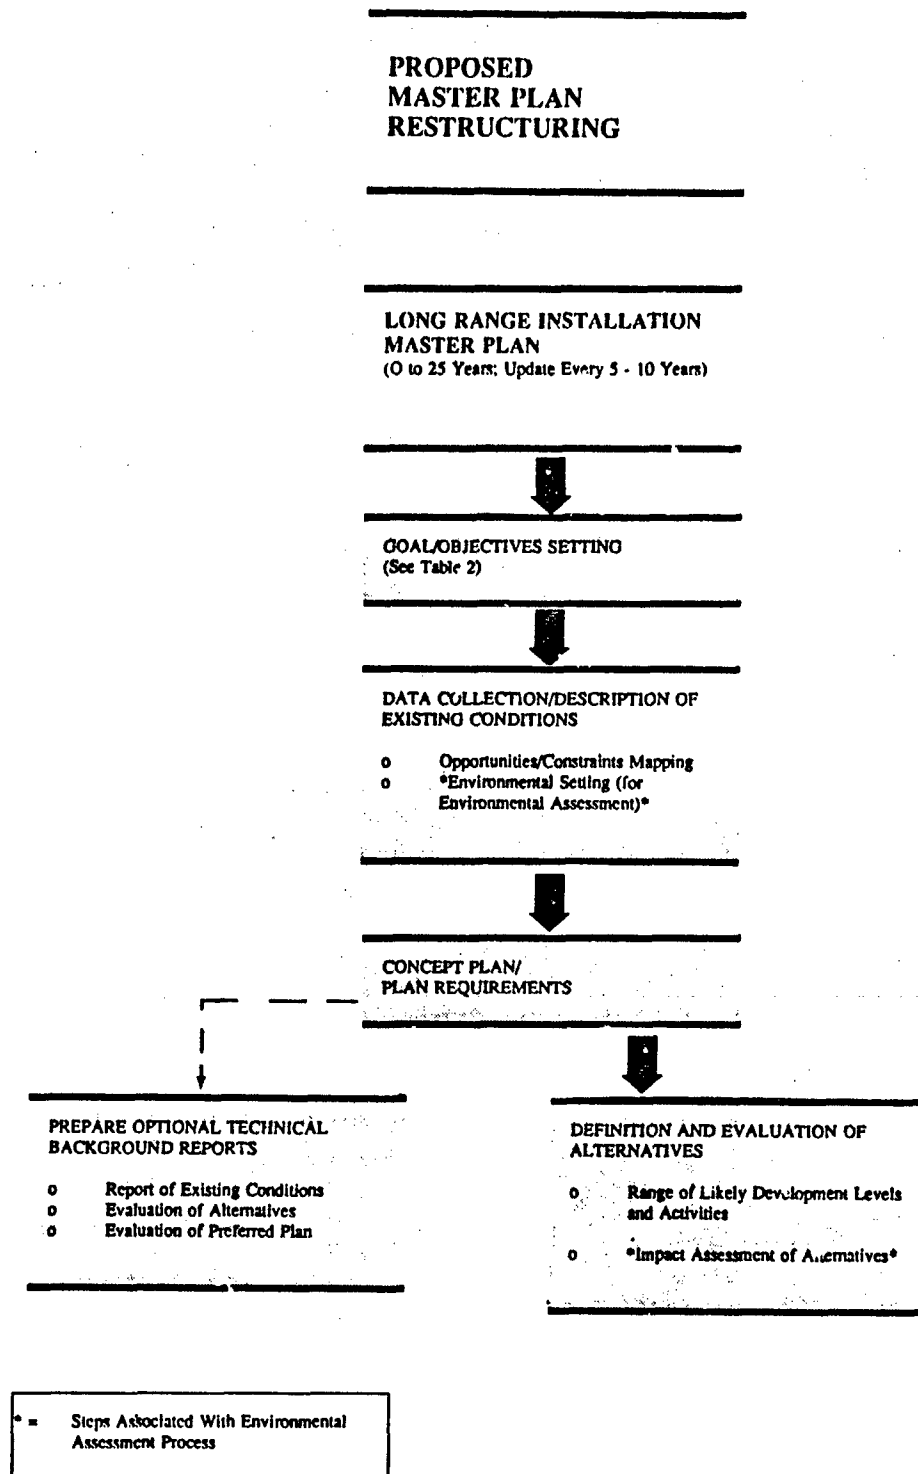 PROPOSED
MASTER PLAN
RESTRUCTURING
LONG RANGE INSTALLATION
MASTER PLAN
(O to 25 Years; Update Every 5 - 10 Years)
GOAL/OBJECTIVES SETTING
(See Table 2)
DATA COLLECTION/DESCRIPTION OF
EXISTING CONDITIONS
o Opportunities/Constraints Mapping
o *Environmental Setting (for
Environmental Assessment)*
CONCEPT PLAN/
PLAN REQUIREMENTS
PREPARE OPTIONAL TECHNICAL
BACKGROUND REPORTS
o Report of Existing Conditions
o Evaluation of Alternatives
o Evaluation of Preferred Plan
DEFINITION AND EVALUATION OF
ALTERNATIVES
o Range of Likely Development Levels
and Activities
o *Impact Assessment of Alternatives*
* = Steps Associated With Environmental
Assessment Process